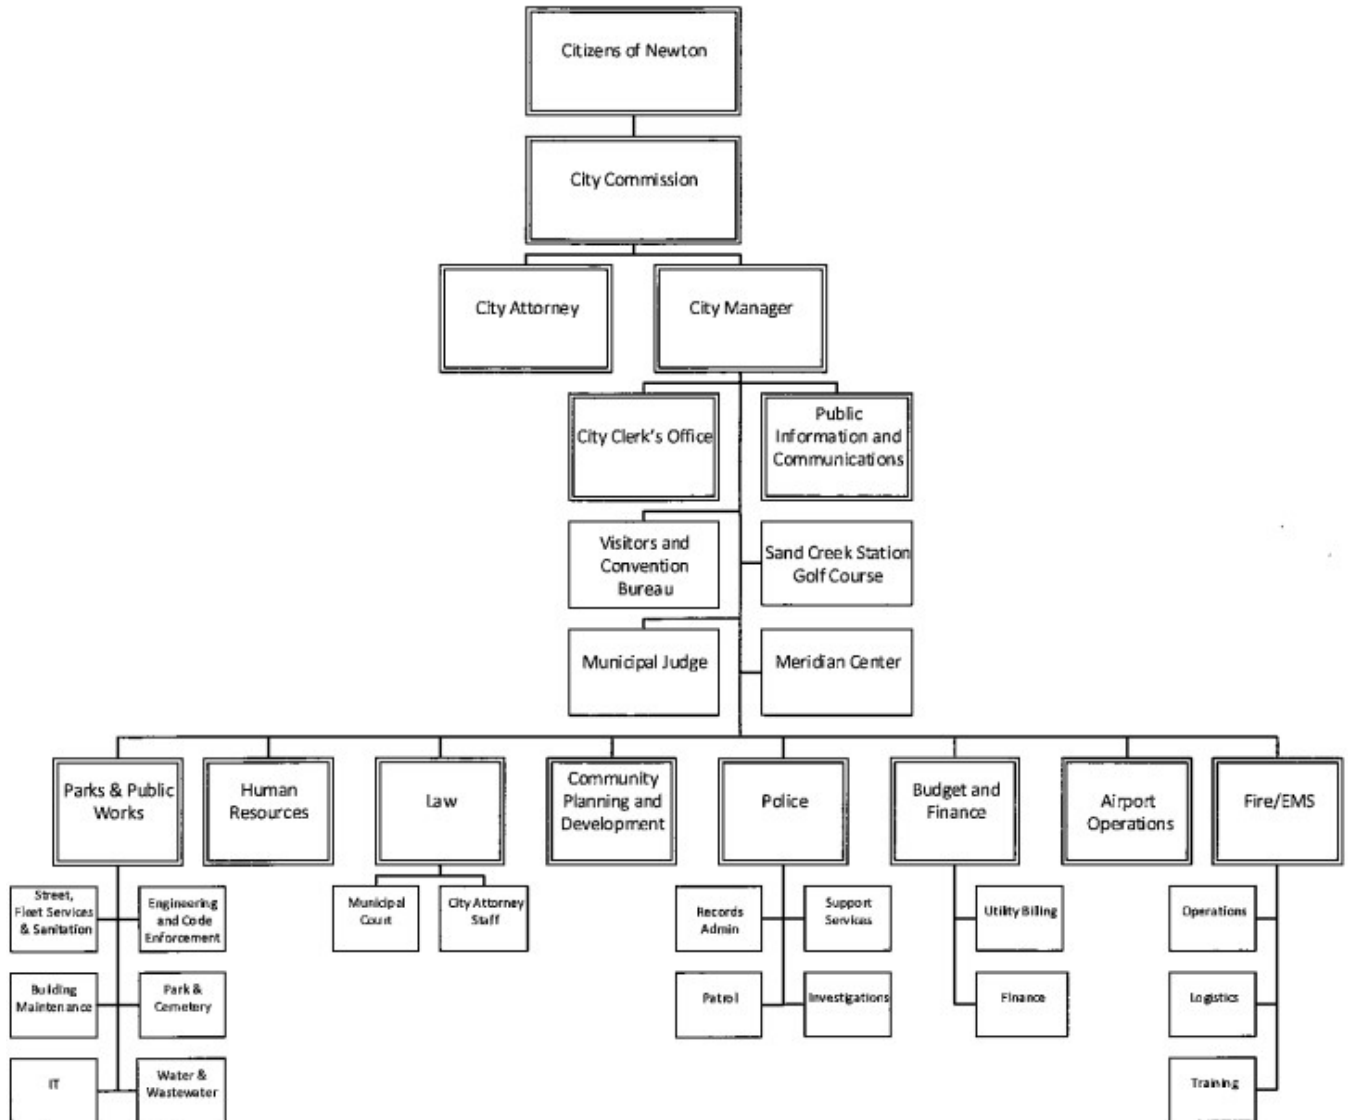 Citizens of Newton
City Commission
City Attorney
City Manager
City Clerk's Office
Public
Information and
Communications
Visitors and
Convention
Bureau
Sand Creek Station
Golf Course
Municipal Judge
Meridian Center
Parks & Public
Works
Human
Resources
Law
Community
Planning and
Development
Police
Budget and
Finance
Airport
Operations
Fire/EMS
Street,
Fleet Services
& Sanitation
Engineering
and Code
Enforcement
Building
Maintenance
Park &
Cemetery
IT
Water &
Wastewater
Municipal
Court
City Attorney
Staff
Records
Admin
Support
Services
Patrol
Investigations
Utility Billing
Finance
Operations
Logistics
Training